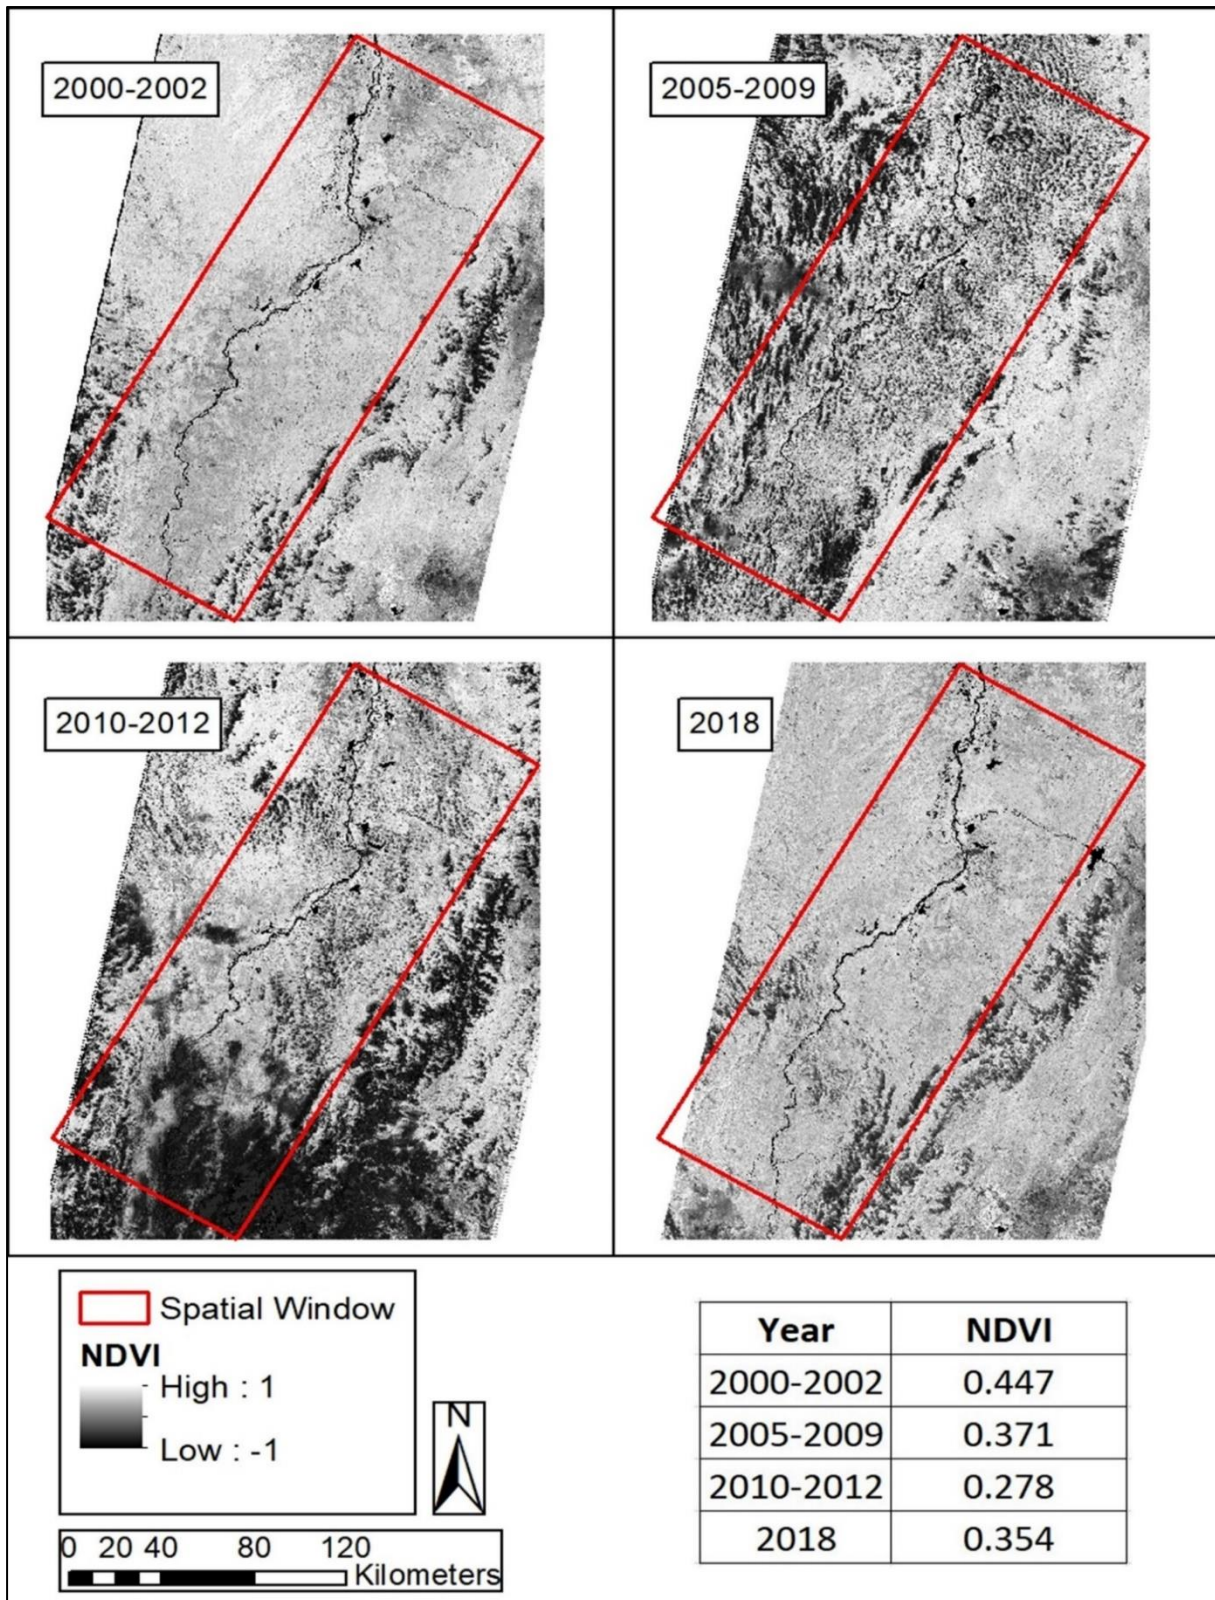 2000-2002
2005-2009
2010-2012
2018
Spatial Window
NDVI
High : 1
Low : -1
N
0 20 40 80 120
Kilometers
Year NDVI
2000-2002 0.447
2005-2009 0.371
2010-2012 0.278
2018 0.354